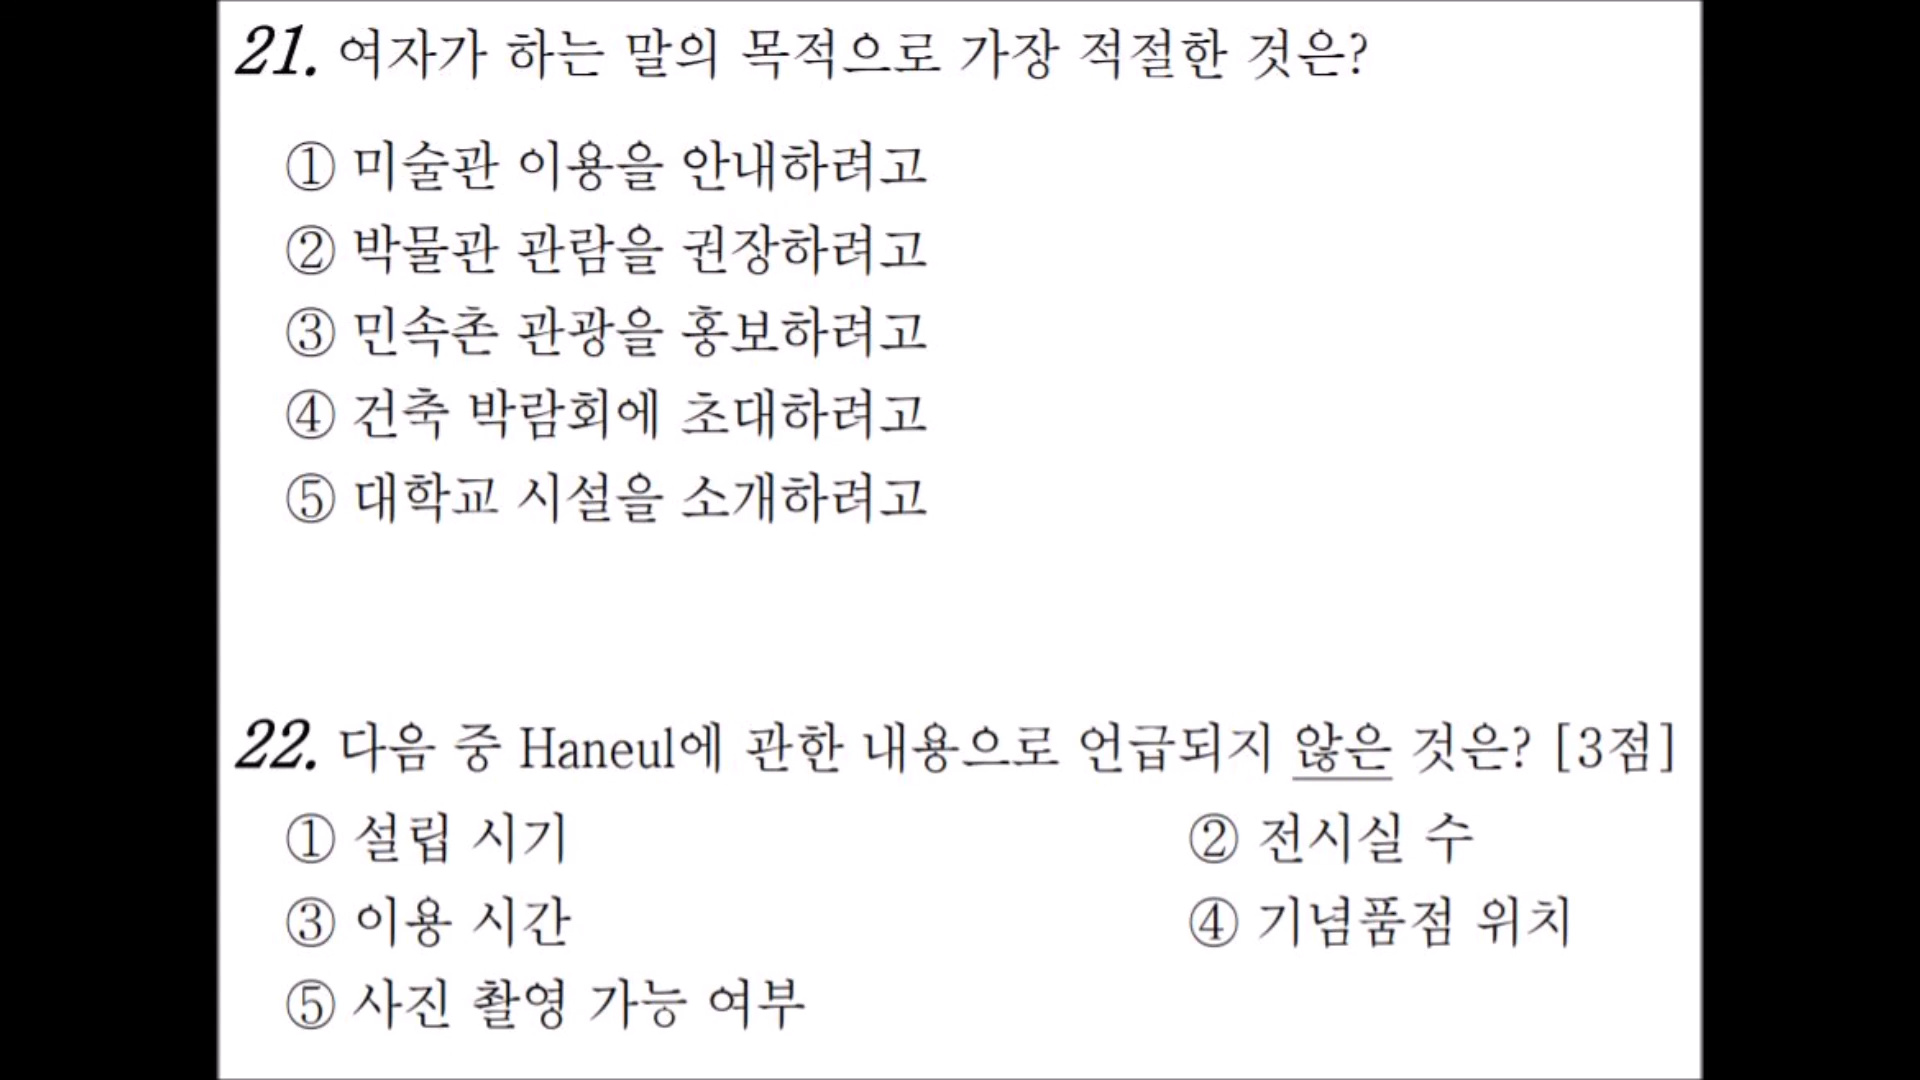 21. 여자가 하는 말의 목적으로 가장 적절한 것은?
① 미술관 이용을 안내하려고
② 박물관 관람을 권장하려고
③ 민속촌 관광을 홍보하려고
④ 건축 박람회에 초대하려고
⑤ 대학교 시설을 소개하려고
22. 다음 중 Haneul에 관한 내용으로 언급되지 않은 것은? [3점]
① 설립 시기 ② 전시실 수
③ 이용 시간 ④ 기념품점 위치
⑤ 사진 촬영 가능 여부